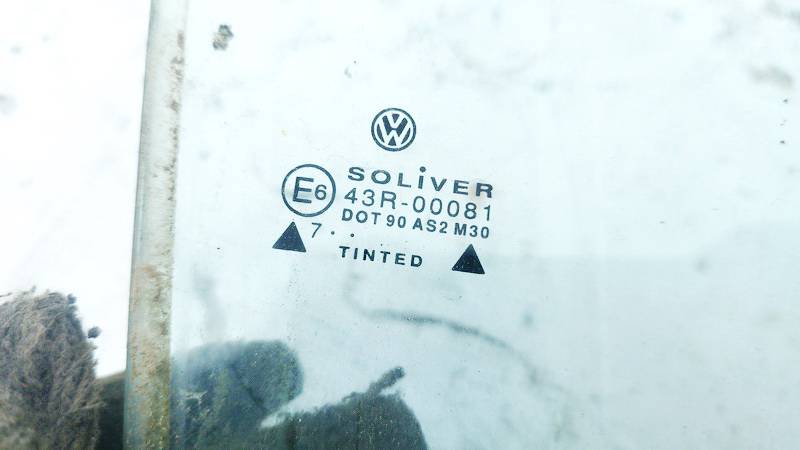 SOLiVER
E6 43R-00081
DOT 90 AS2 M30
7..
TINTED